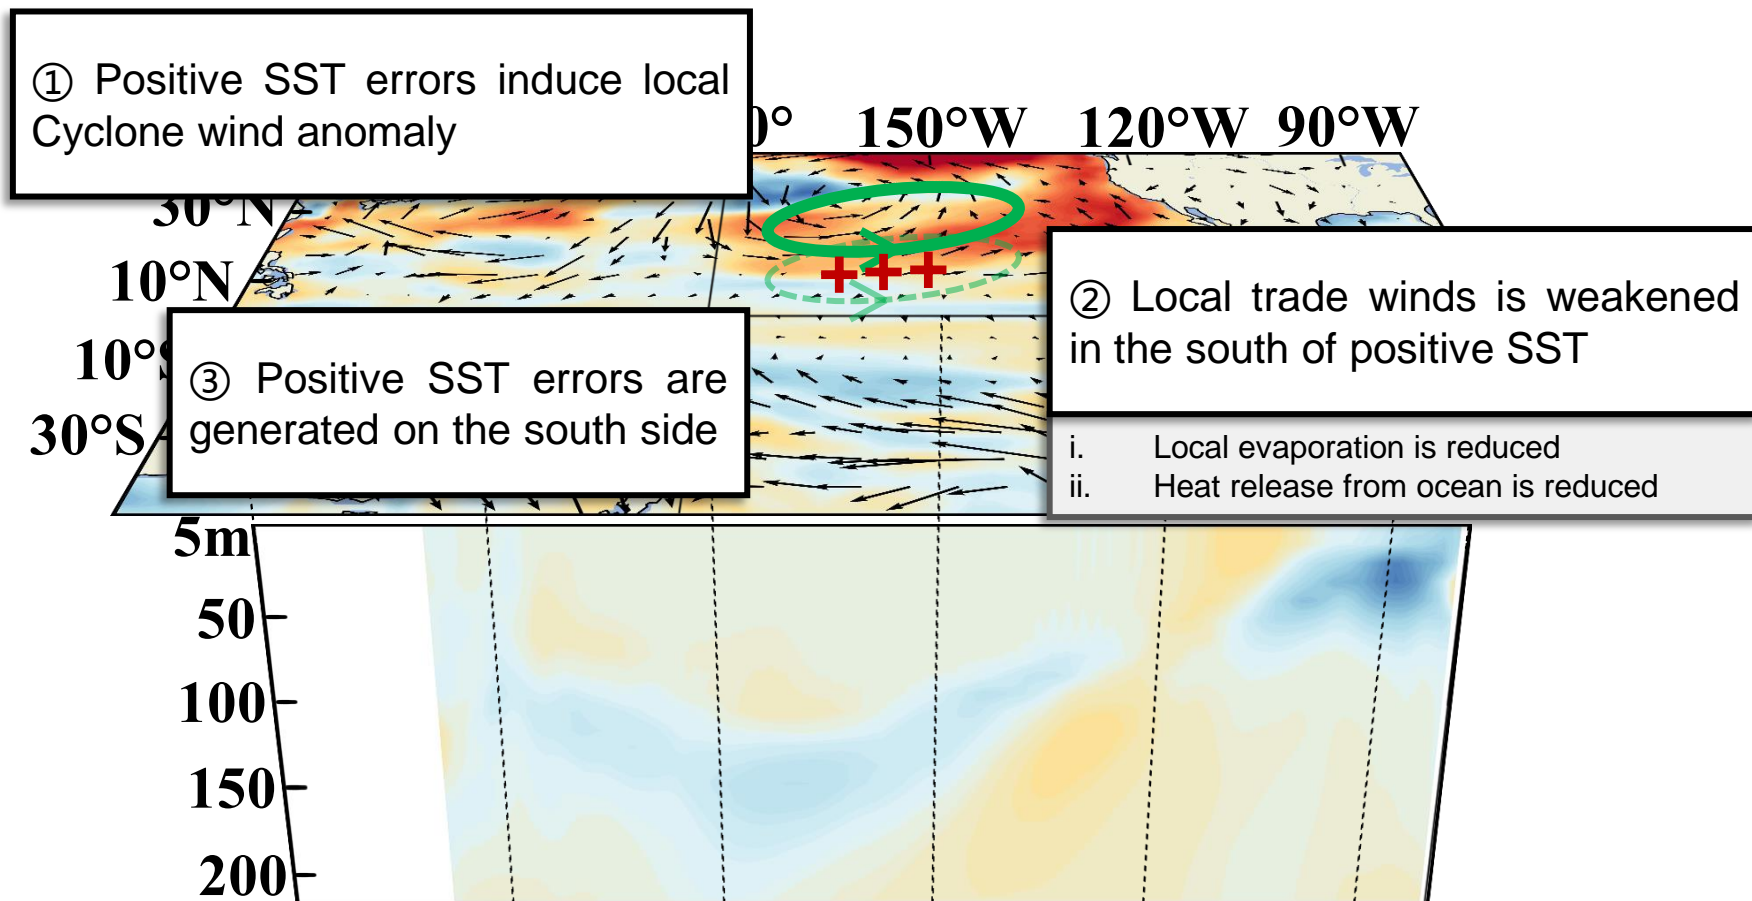 ① Positive SST errors induce local
Cyclone wind anomaly
0° 150°W 120°W 90°W
30°N
10°N
② Local trade winds is weakened
in the south of positive SST
10°S
③ Positive SST errors are
generated on the south side
30°S
i. Local evaporation is reduced
ii. Heat release from ocean is reduced
5m
50
100
150
200